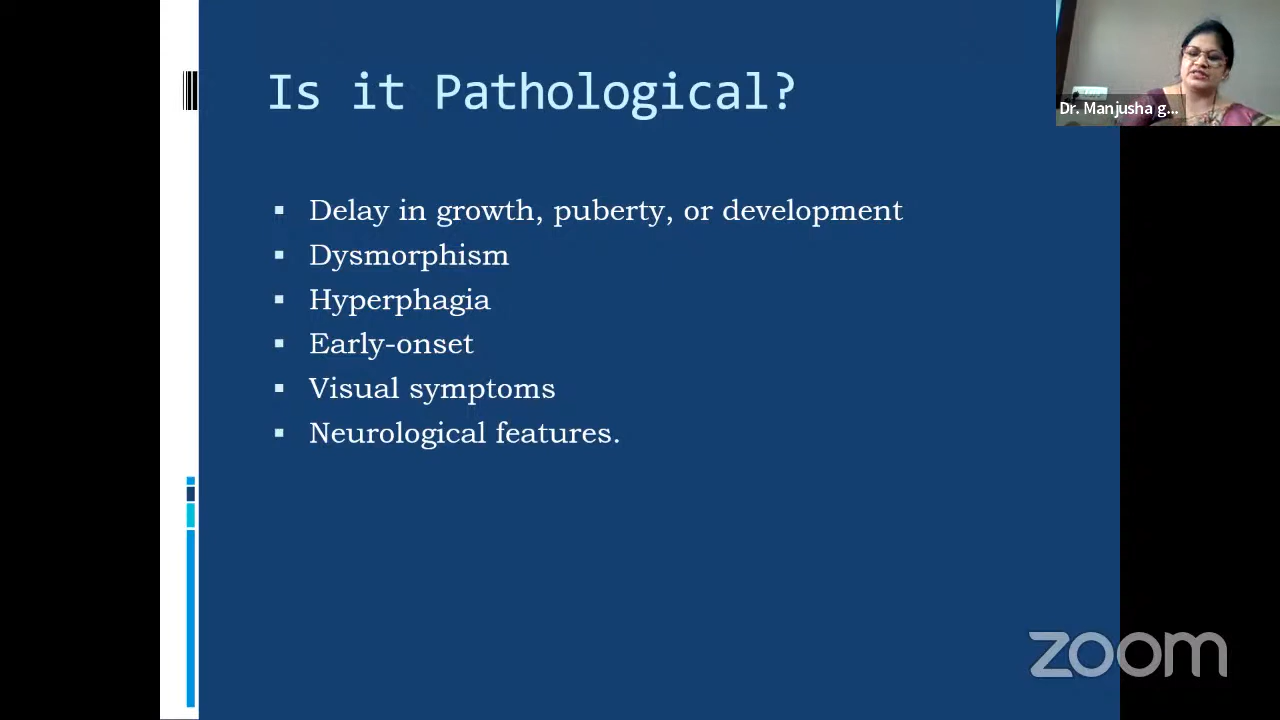 Is it Pathological?
Dr. Manjusha g...
Delay in growth, puberty, or development
Dysmorphism
Hyperphagia
Early-onset
Visual symptoms
Neurological features.
zoom